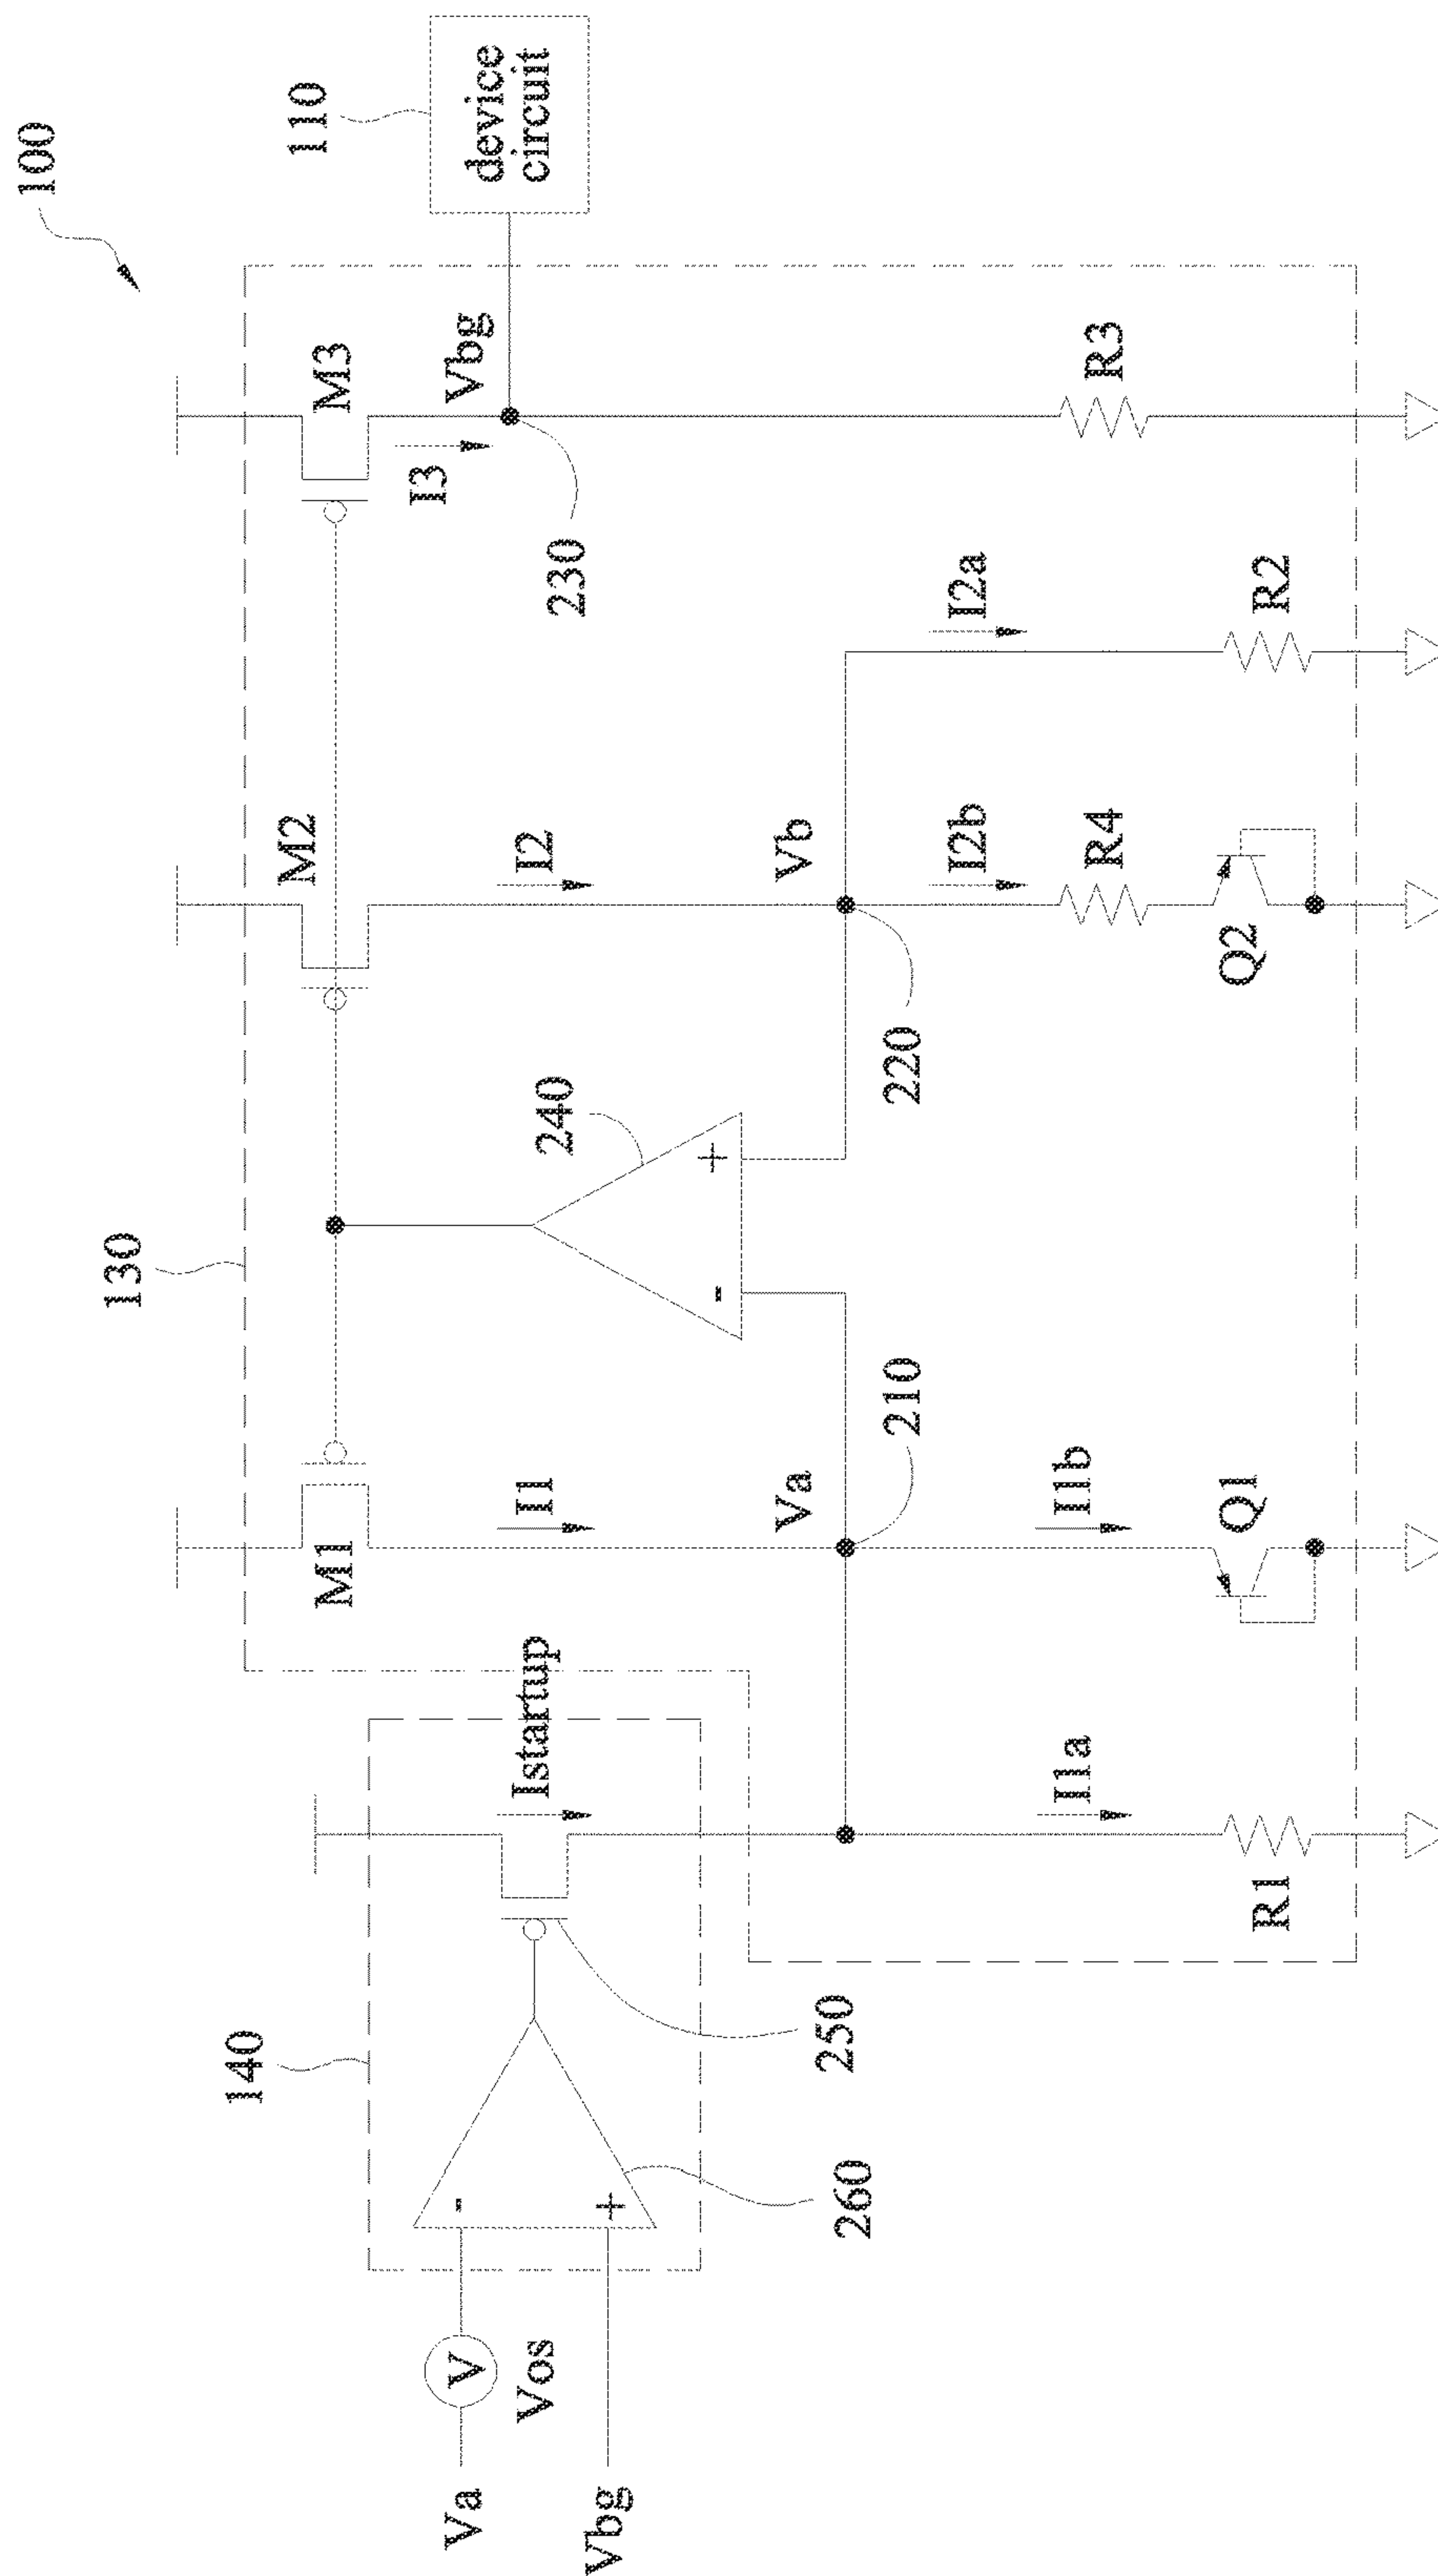 100
110
device
circuit
130
M1
M2
M3
I1
I2
I3
Vbg
230
240
-
+
Va
210
Vb
220
I1b
Q1
I2b
R4
Q2
I2a
R2
R3
140
Istartup
250
260
-
+
Va
V
Vos
Vbg
I1a
R1